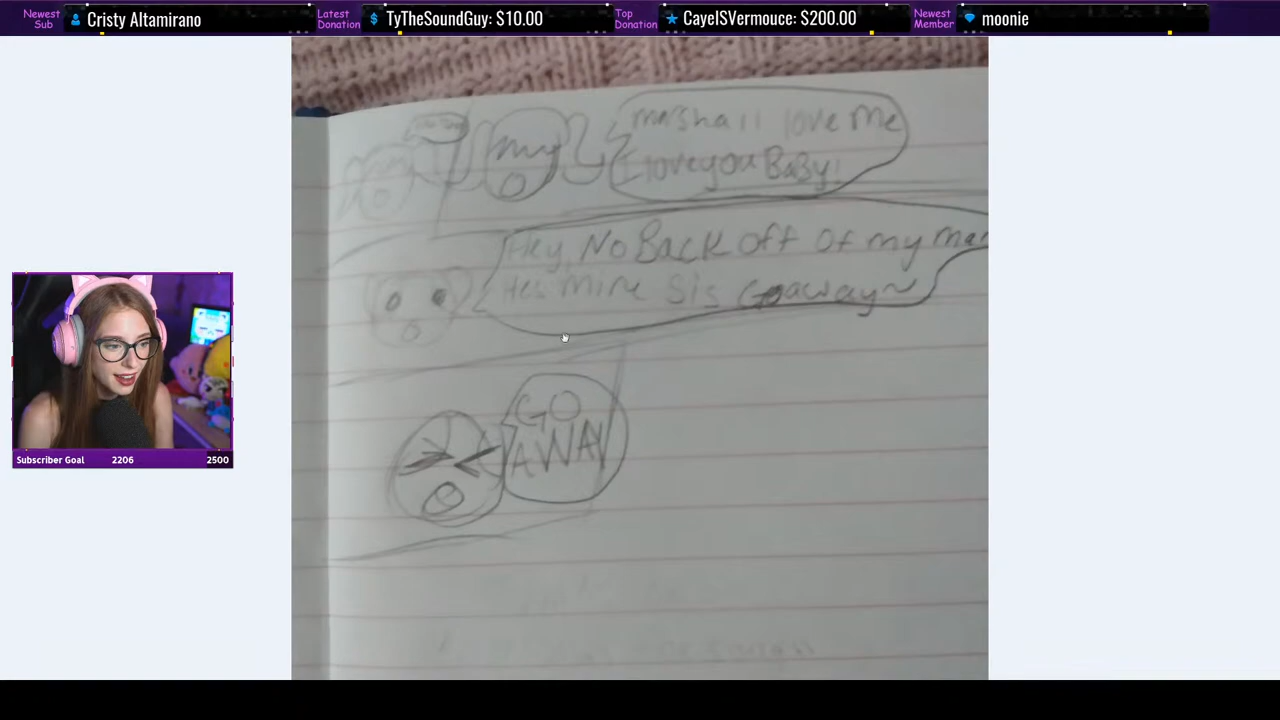 Newest Sub
Cristy Altamirano
Latest Donation
TyTheSoundGuy: $10.00
Top Donation
CayelSVermouce: $200.00
Newest Member
moonie
marshall love me
I love you BaBy!
Hey, No Back Off Of my man
Hes mine Sis Go away~
GO
AWAY
Subscriber Goal 2206 2500